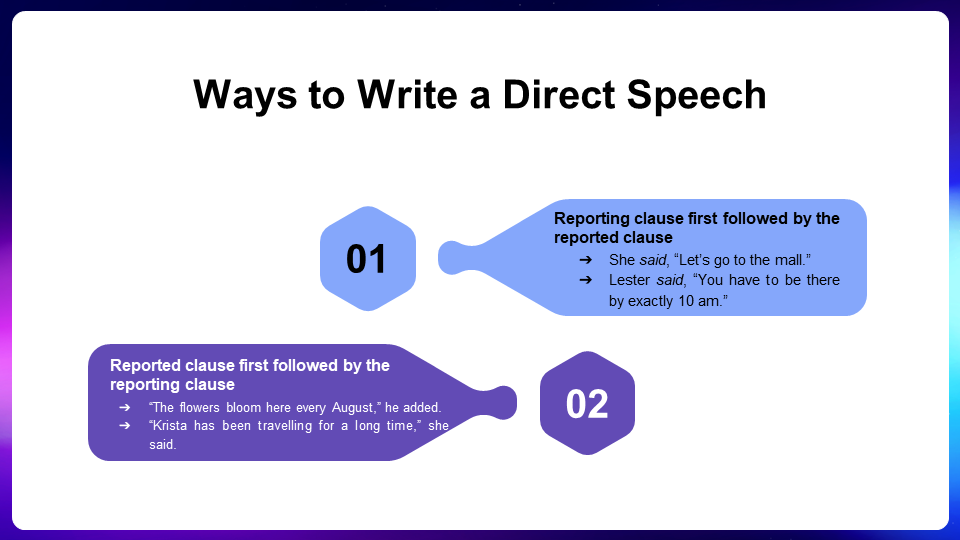 Ways to Write a Direct Speech
01
Reporting clause first followed by the
reported clause
➔ She said, “Let’s go to the mall.”
➔ Lester said, “You have to be there
by exactly 10 am.”
Reported clause first followed by the
reporting clause
➔ “The flowers bloom here every August,” he added.
➔ “Krista has been travelling for a long time,” she
said.
02